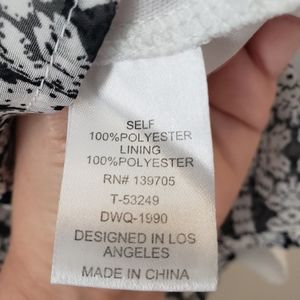 SELF
100%POLYESTER
LINING
100%POLYESTER
RN# 139705
T-53249
DWQ-1990
DESIGNED IN LOS
ANGELES
MADE IN CHINA